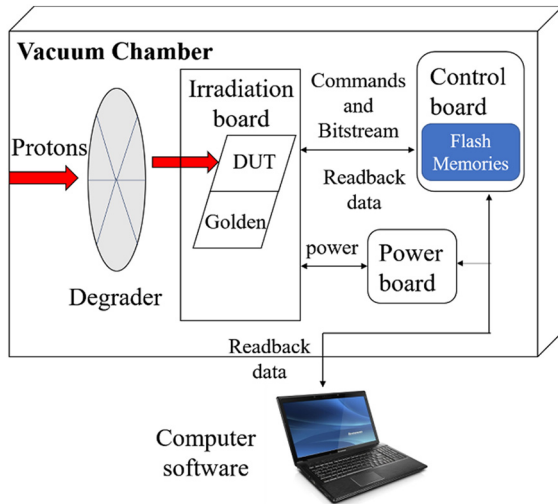 Vacuum Chamber
Protons
Degrader
Irradiation
board
DUT
Golden
Commands
and
Bitstream
Readback
data
power
Control
board
Flash
Memories
Power
board
Readback
data
Computer
software